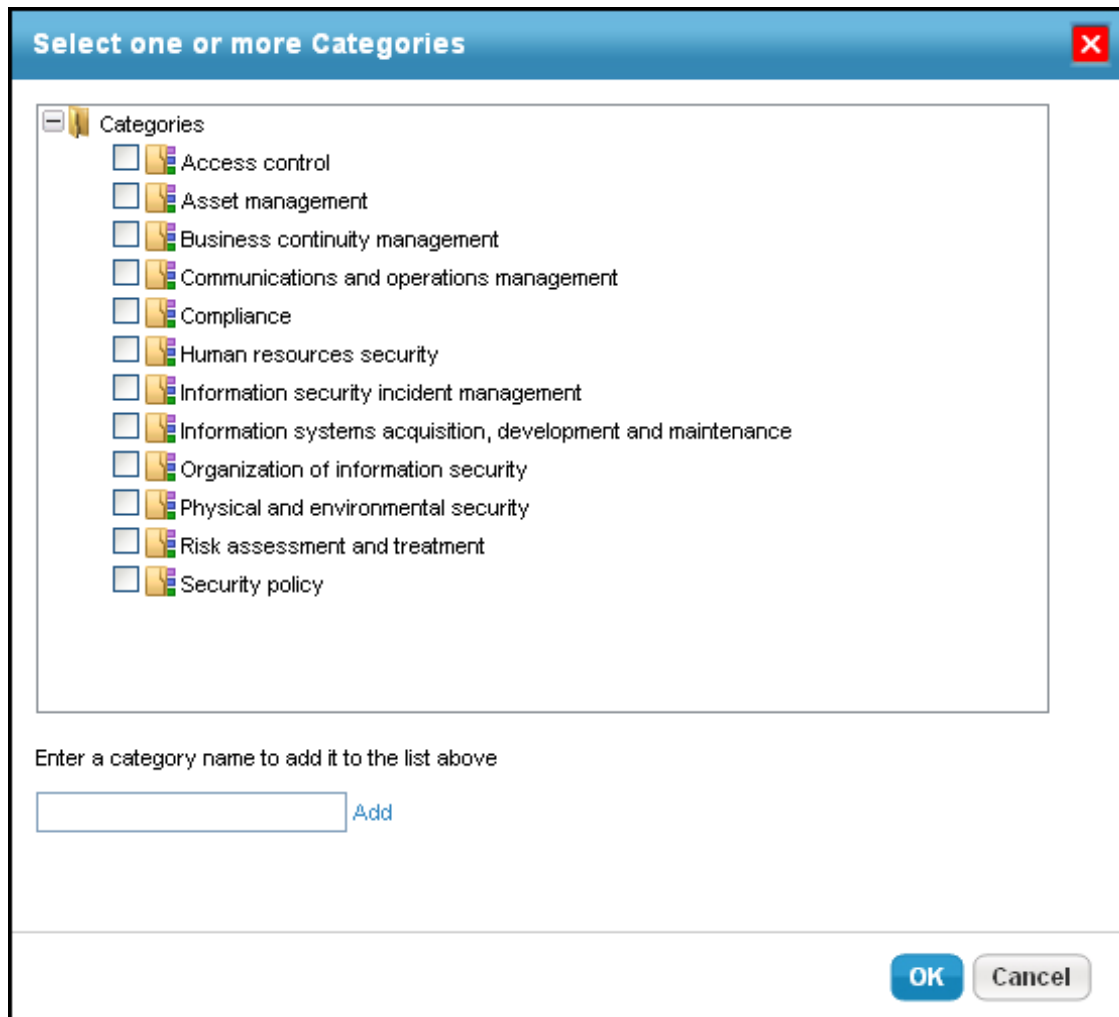 Select one or more Categories
Categories
Access control
Asset management
Business continuity management
Communications and operations management
Compliance
Human resources security
Information security incident management
Information systems acquisition, development and maintenance
Organization of information security
Physical and environmental security
Risk assessment and treatment
Security policy
Enter a category name to add it to the list above
Add
OK Cancel